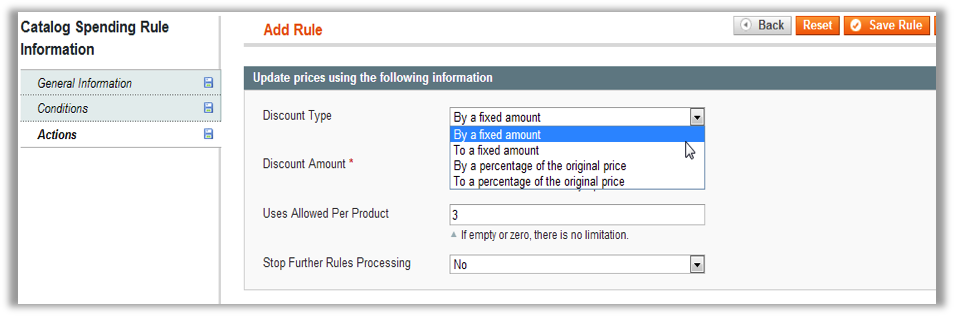 Catalog Spending Rule
Information
General Information
Conditions
Actions
Add Rule
Back
Reset
Save Rule
Update prices using the following information
Discount Type
By a fixed amount
By a fixed amount
To a fixed amount
By a percentage of the original price
To a percentage of the original price
Discount Amount *
Uses Allowed Per Product
3
If empty or zero, there is no limitation.
Stop Further Rules Processing
No